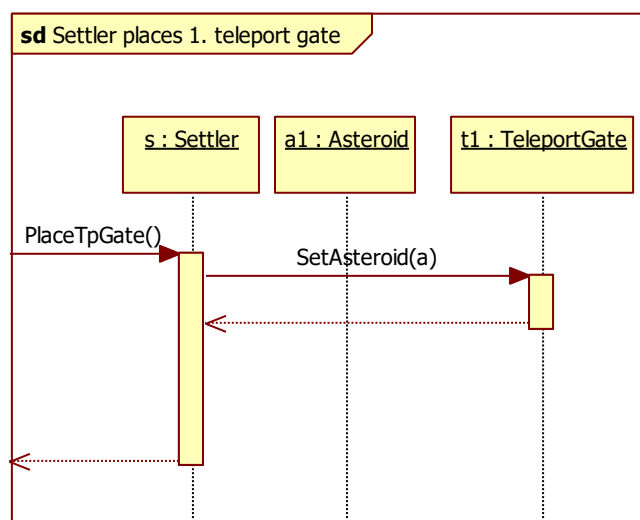 sd Settler places 1. teleport gate
s : Settler
a1 : Asteroid
t1 : TeleportGate
PlaceTpGate()
SetAsteroid(a)